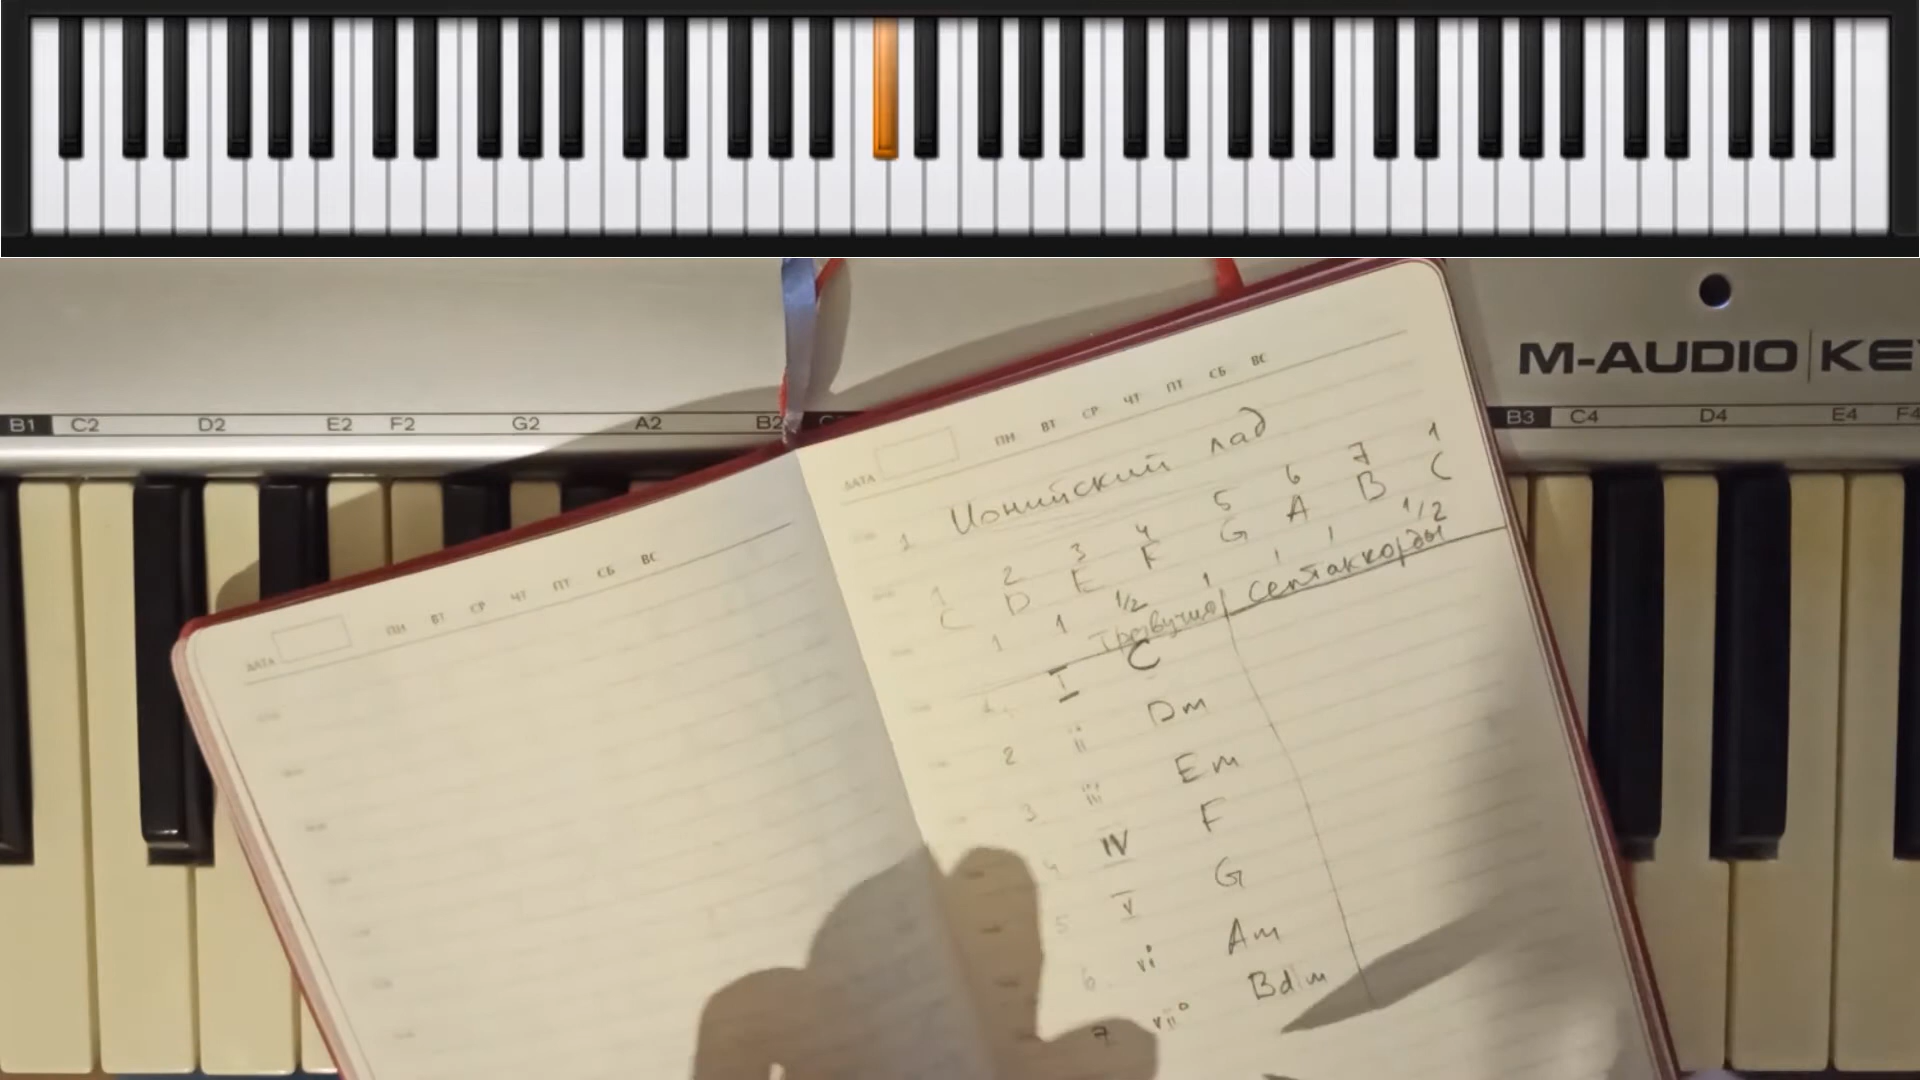 M-AUDIO | KE
B1 C2 D2 E2 F2 G2 A2 B2
B3 C4 D4 E4 F4
ДАТА ПН ВТ СР ЧТ ПТ СБ ВС
ДАТА ПН ВТ СР ЧТ ПТ СБ ВС
1 Ионийский лад
1 2 3 4 5 6 7 1
C D E F G A B C
1 1 1/2 1 1 1 1/2
Трезвучия септаккорды
1 I C
2 ii Dm
3 iii Em
4 IV F
5 V G
6 vi Am
7 vii° Bdim